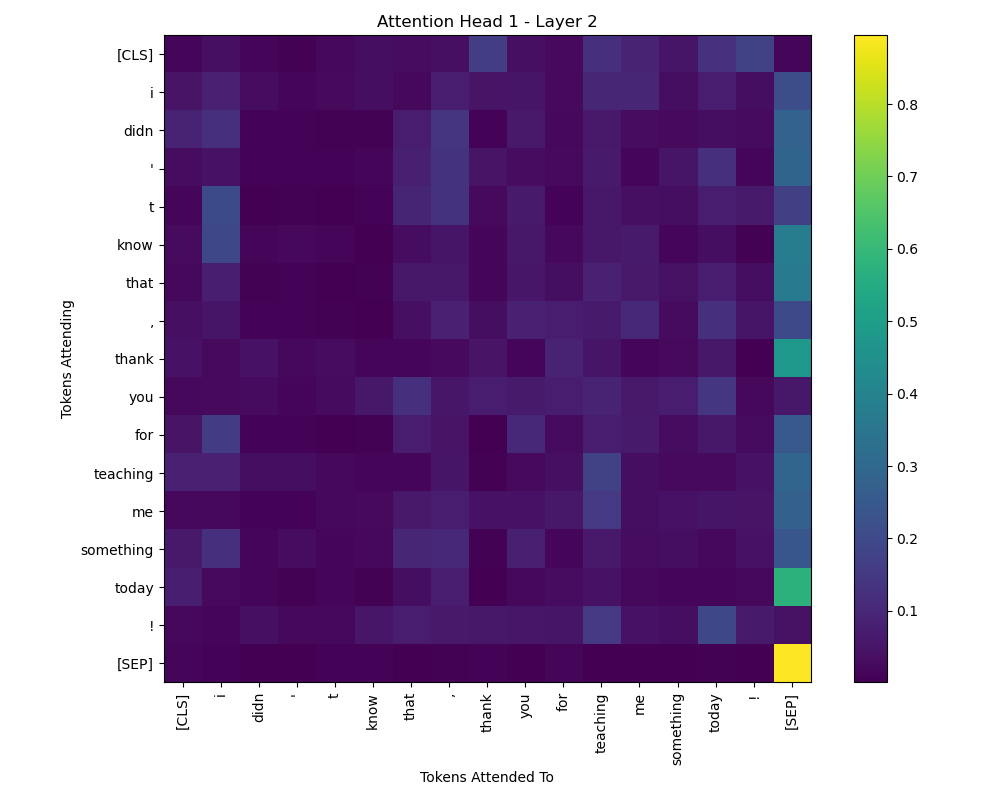 Attention Head 1 - Layer 2
[CLS]
i
didn
'
t
know
that
,
thank
you
for
teaching
me
something
today
!
[SEP]
Tokens Attending
[CLS]
i
didn
'
t
know
that
,
thank
you
for
teaching
me
something
today
!
[SEP]
Tokens Attended To
0.8
0.7
0.6
0.5
0.4
0.3
0.2
0.1